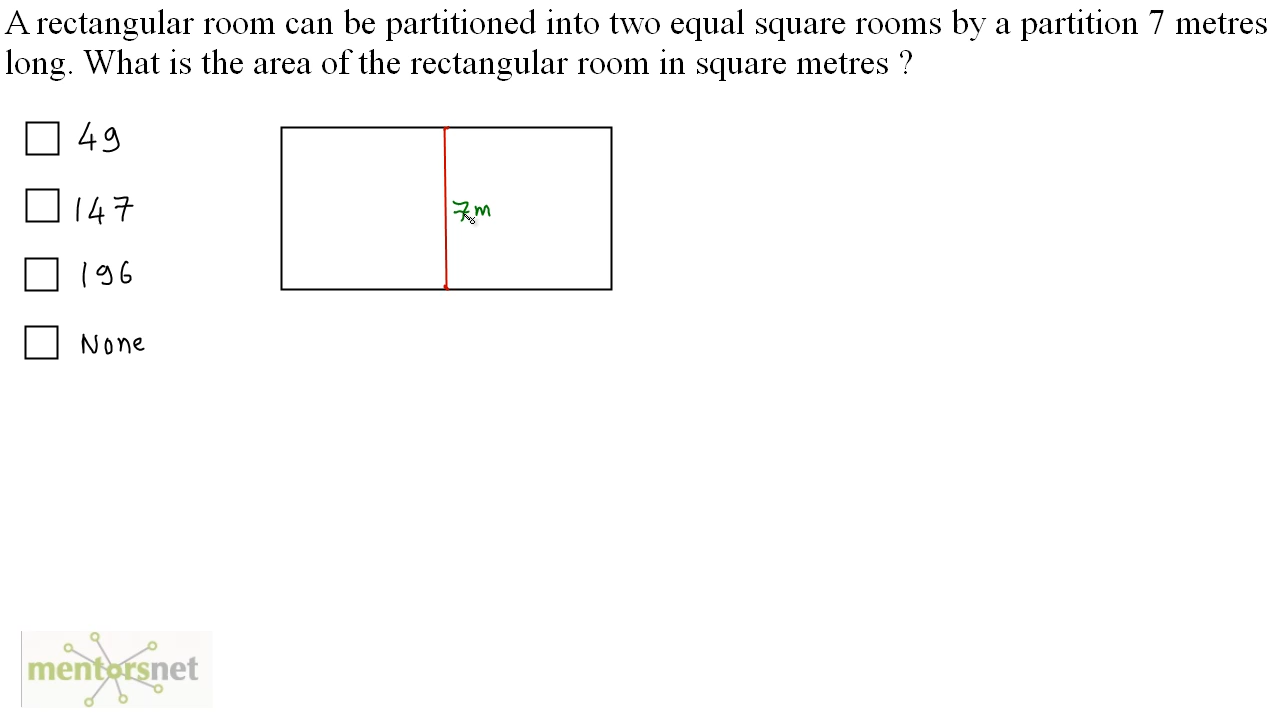 A rectangular room can be partitioned into two equal square rooms by a partition 7 metres
long. What is the area of the rectangular room in square metres ?
49
147
7m
196
None
mentorsnet